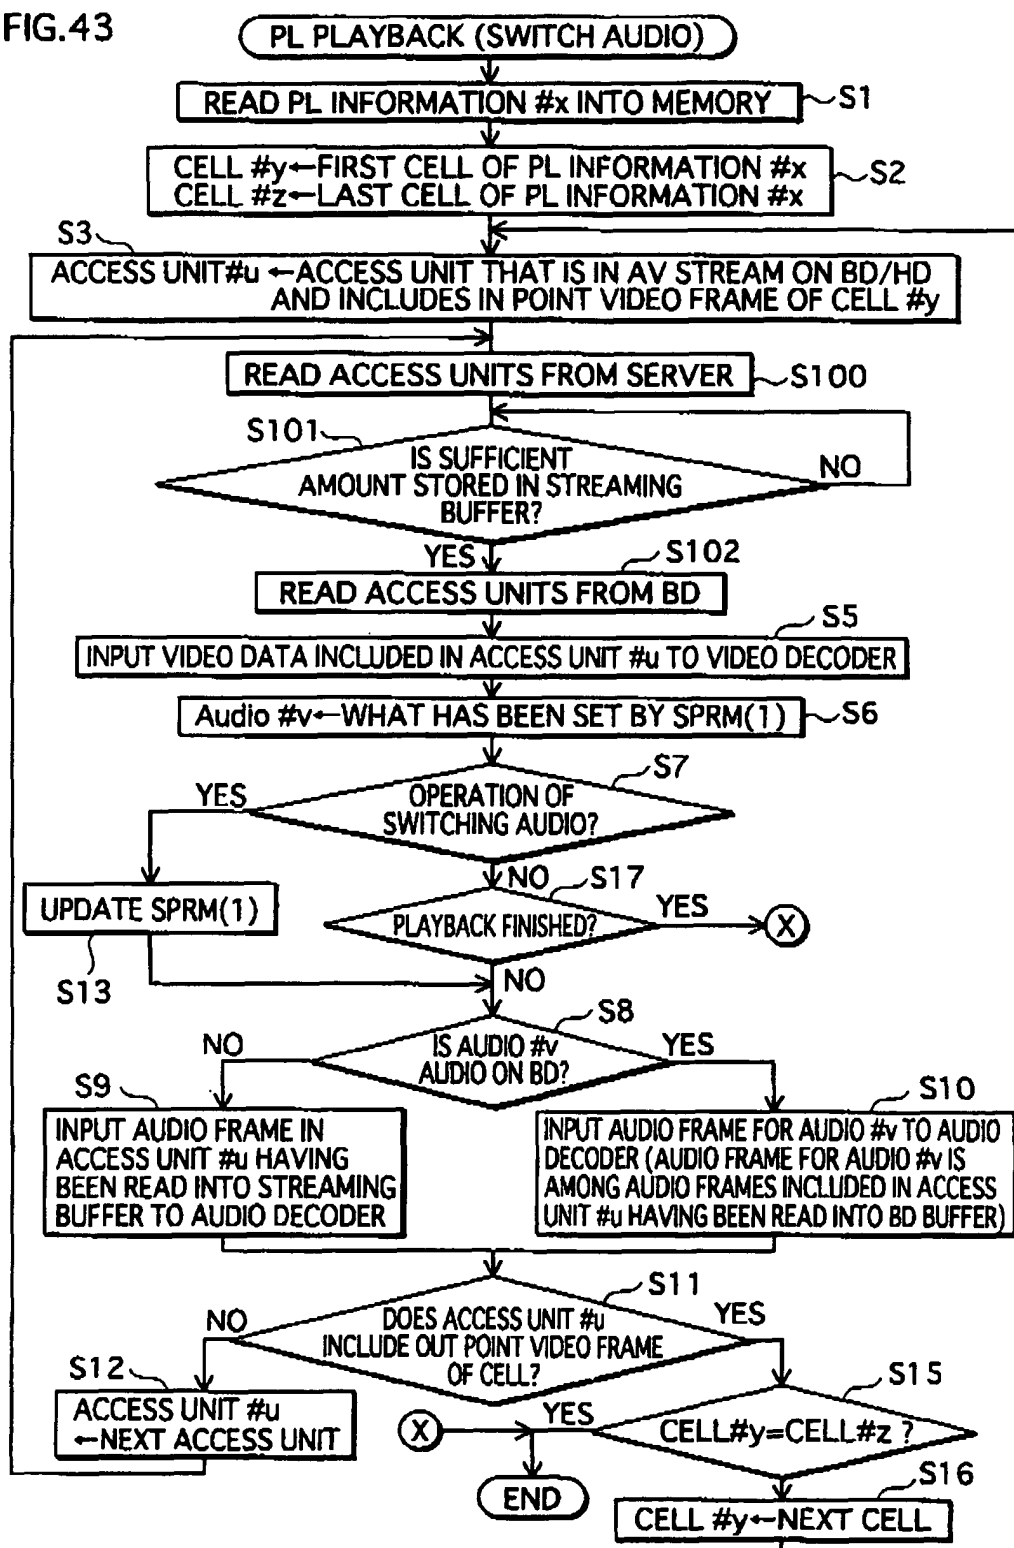 FIG.43
PL PLAYBACK (SWITCH AUDIO)
READ PL INFORMATION #x INTO MEMORY
S1
CELL #y←FIRST CELL OF PL INFORMATION #x
CELL #z←LAST CELL OF PL INFORMATION #x
S2
S3
ACCESS UNIT#u ←ACCESS UNIT THAT IS IN AV STREAM ON BD/HD
AND INCLUDES IN POINT VIDEO FRAME OF CELL #y
READ ACCESS UNITS FROM SERVER
S100
S101
IS SUFFICIENT
AMOUNT STORED IN STREAMING
BUFFER?
NO
YES
S102
READ ACCESS UNITS FROM BD
S5
INPUT VIDEO DATA INCLUDED IN ACCESS UNIT #u TO VIDEO DECODER
Audio #v←WHAT HAS BEEN SET BY SPRM(1)
S6
S7
YES
OPERATION OF
SWITCHING AUDIO?
NO
S17
UPDATE SPRM(1)
PLAYBACK FINISHED?
YES
X
S13
NO
S8
NO
IS AUDIO #v
AUDIO ON BD?
YES
S9
INPUT AUDIO FRAME IN
ACCESS UNIT #u HAVING
BEEN READ INTO STREAMING
BUFFER TO AUDIO DECODER
S10
INPUT AUDIO FRAME FOR AUDIO #v TO AUDIO
DECODER (AUDIO FRAME FOR AUDIO #v IS
AMONG AUDIO FRAMES INCLUDED IN ACCESS
UNIT #u HAVING BEEN READ INTO BD BUFFER)
S11
NO
DOES ACCESS UNIT #u
INCLUDE OUT POINT VIDEO FRAME
OF CELL?
YES
S12
ACCESS UNIT #u
←NEXT ACCESS UNIT
S15
X
YES
CELL#y=CELL#z ?
END
S16
CELL #y←NEXT CELL